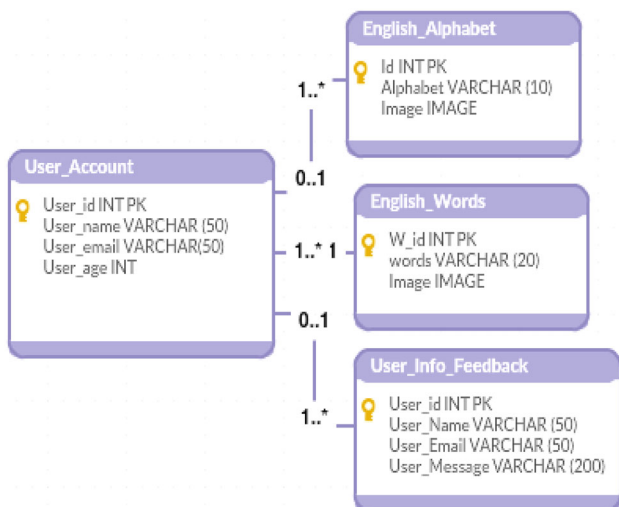 English_Alphabet
Id INT PK
Alphabet VARCHAR (10)
Image IMAGE
1..*
0..1
User_Account
User_id INT PK
User_name VARCHAR (50)
User_email VARCHAR(50)
User_age INT
English_Words
W_id INT PK
words VARCHAR (20)
Image IMAGE
1..* 1
0..1
1..*
User_Info_Feedback
User_id INT PK
User_Name VARCHAR (50)
User_Email VARCHAR (50)
User_Message VARCHAR (200)